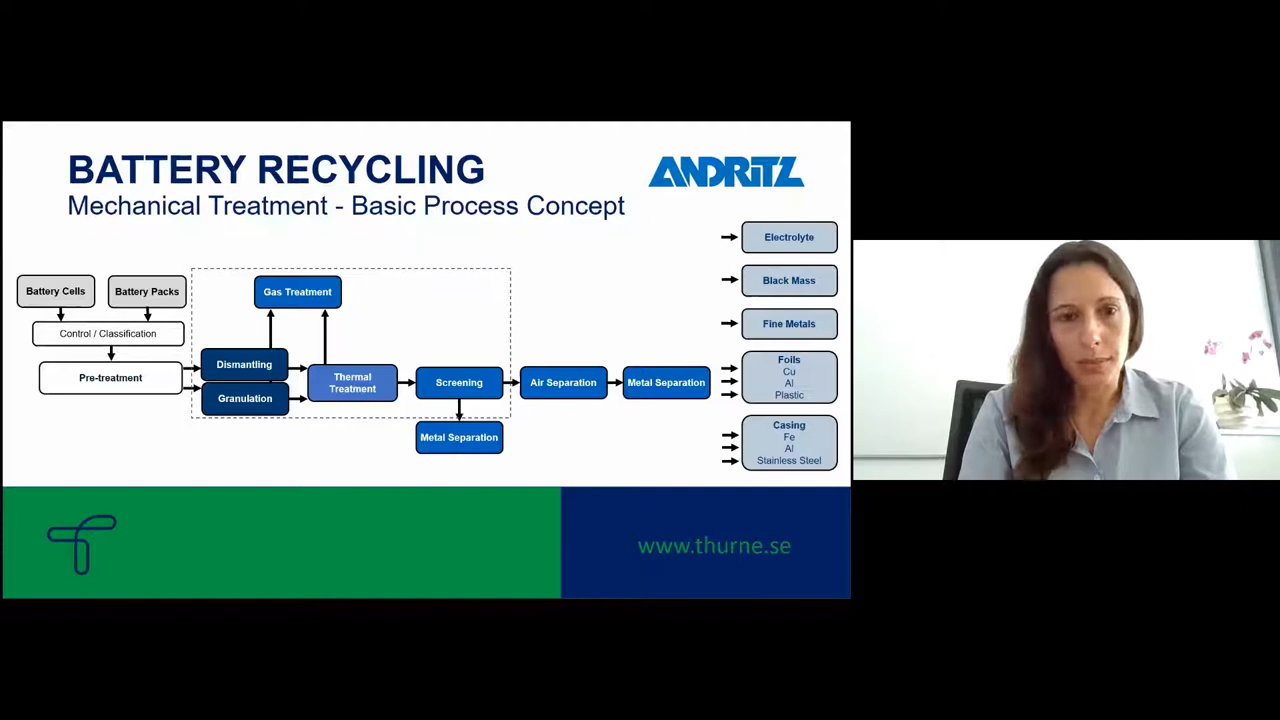 BATTERY RECYCLING
ANDRITZ
Mechanical Treatment - Basic Process Concept
Battery Cells
Battery Packs
Control / Classification
Pre-treatment
Gas Treatment
Dismantling
Granulation
Thermal
Treatment
Screening
Metal Separation
Air Separation
Metal Separation
Electrolyte
Black Mass
Fine Metals
Foils
Cu
Al
Plastic
Casing
Fe
Al
Stainless Steel
www.thurne.se